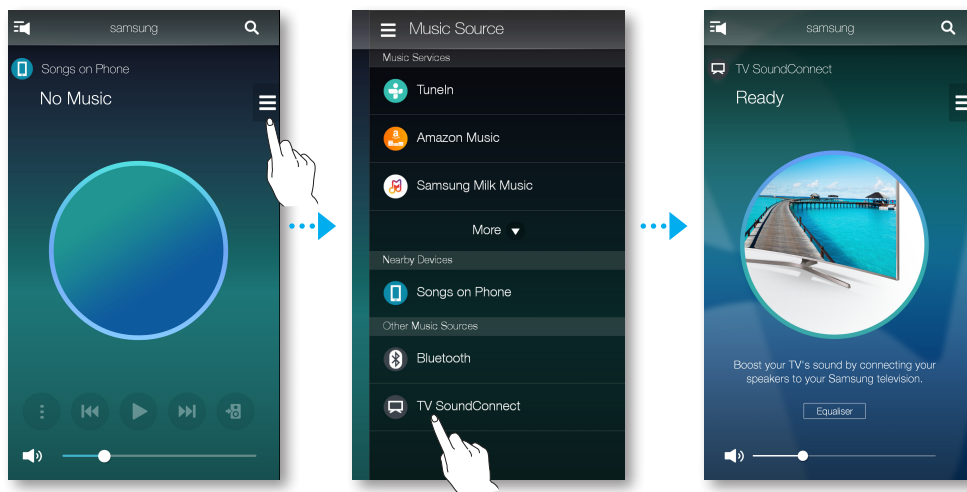 samsung
Songs on Phone
No Music
Music Source
Music Services
TuneIn
a
Amazon Music
Samsung Milk Music
More
Nearby Devices
Songs on Phone
Other Music Sources
Bluetooth
TV SoundConnect
samsung
TV SoundConnect
Ready
Boost your TV's sound by connecting your
speakers to your Samsung television.
Equaliser